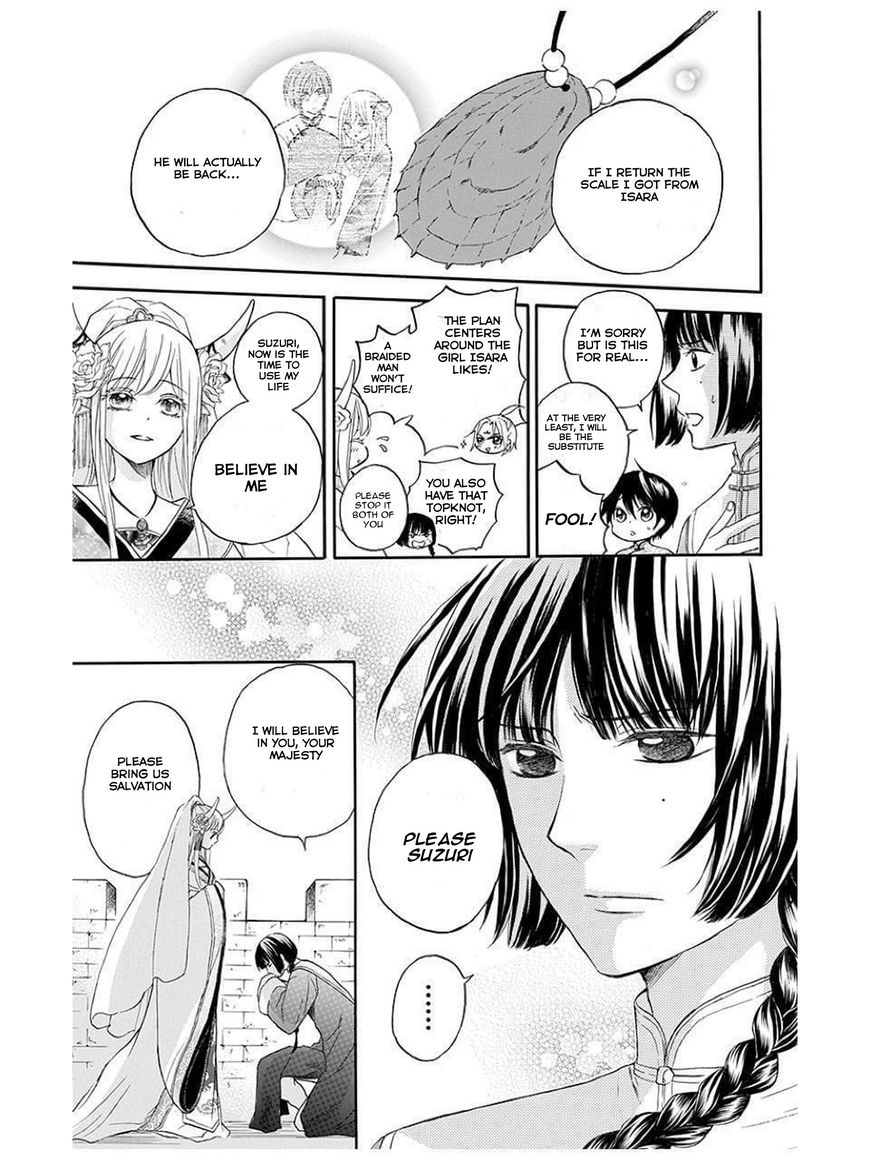 IF I RETURN THE
SCALE I GOT FROM
ISARA
HE WILL ACTUALLY
BE BACK...
I'M SORRY
BUT IS THIS
FOR REAL...
AT THE VERY
LEAST, I WILL
BE THE
SUBSTITUTE
FOOL!
THE PLAN
CENTERS
AROUND THE
GIRL ISARA
LIKES!
A
BRAIDED
MAN
WON'T
SUFFICE!
YOU ALSO
HAVE THAT
TOPKNOT,
RIGHT!
PLEASE
STOP IT
BOTH OF
YOU
SUZURI,
NOW IS THE
TIME TO
USE MY
LIFE
BELIEVE IN
ME
PLEASE
SUZURI
......
I WILL BELIEVE
IN YOU, YOUR
MAJESTY
PLEASE
BRING US
SALVATION